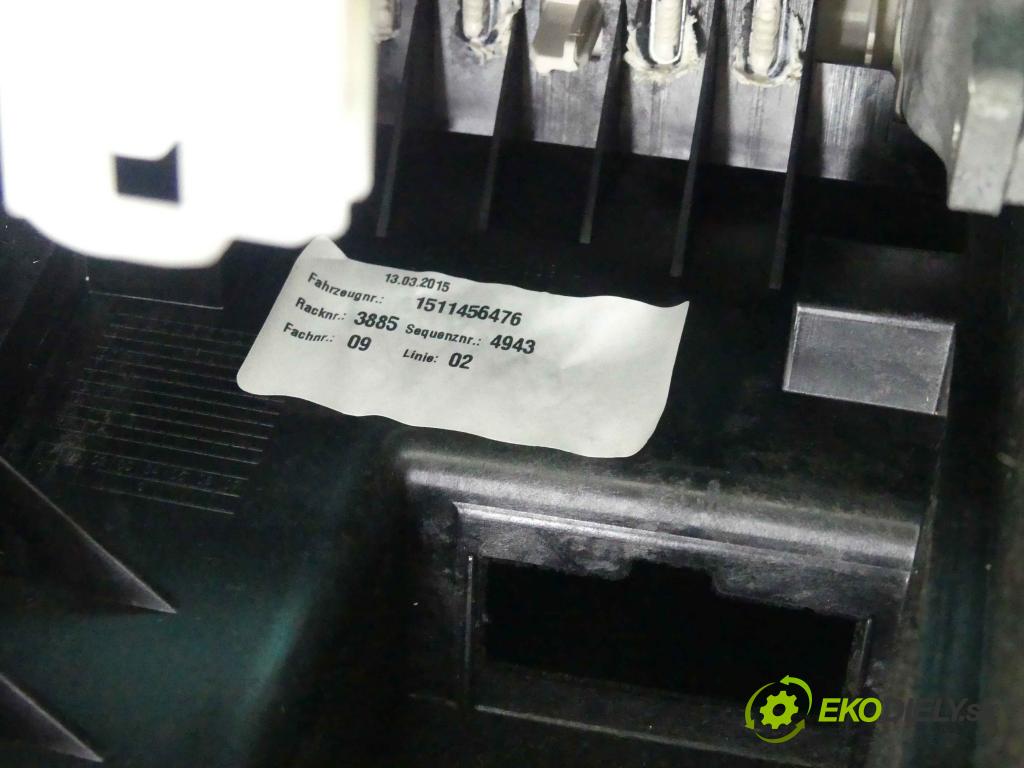 13.03.2015
Fahrzeugnr.: 1511456476
Racknr.: 3885 Sequenznr.: 4943
Fachnr.: 09 Linie: 02
EKODIELY.s